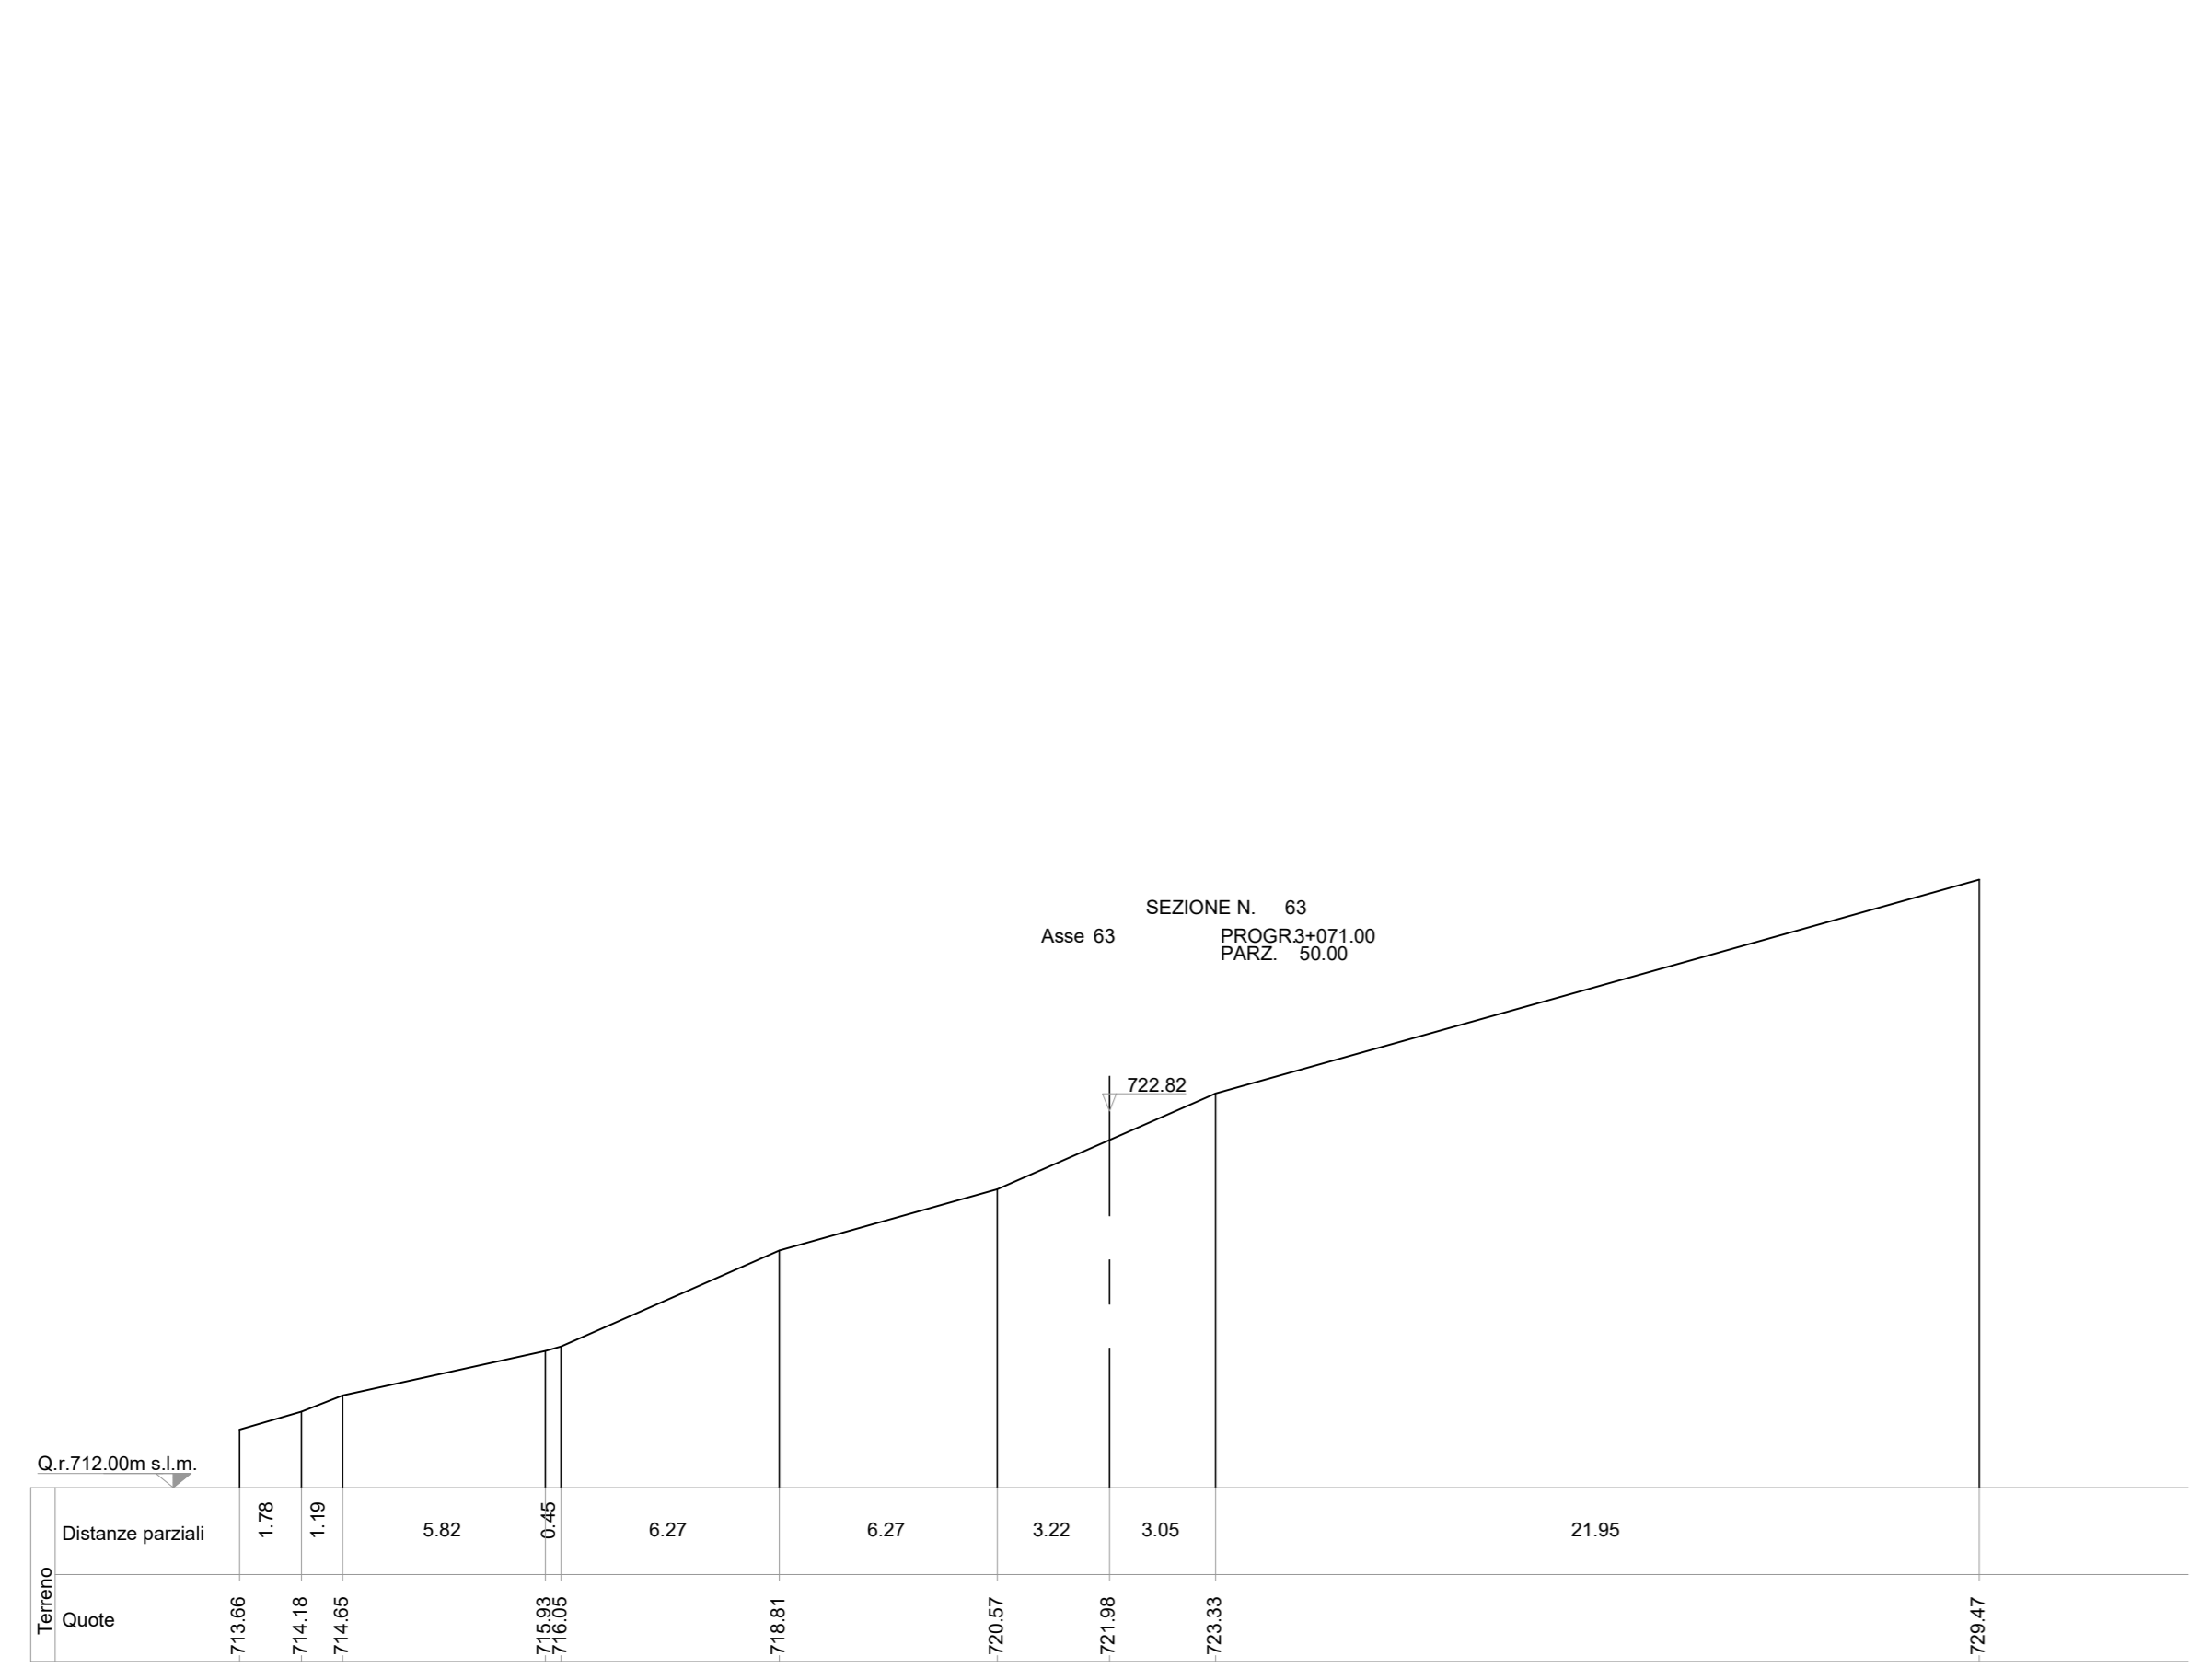 SEZIONE N. 63
Asse 63 PROGR.3+071.00
PARZ. 50.00
722.82
Q.r.712.00m s.l.m.
Terreno
Distanze parziali 1.78 1.19 5.82 0.45 6.27 6.27 3.22 3.05 21.95
Quote 713.66 714.18 714.65 715.93 716.05 718.81 720.57 721.98 723.33 729.47